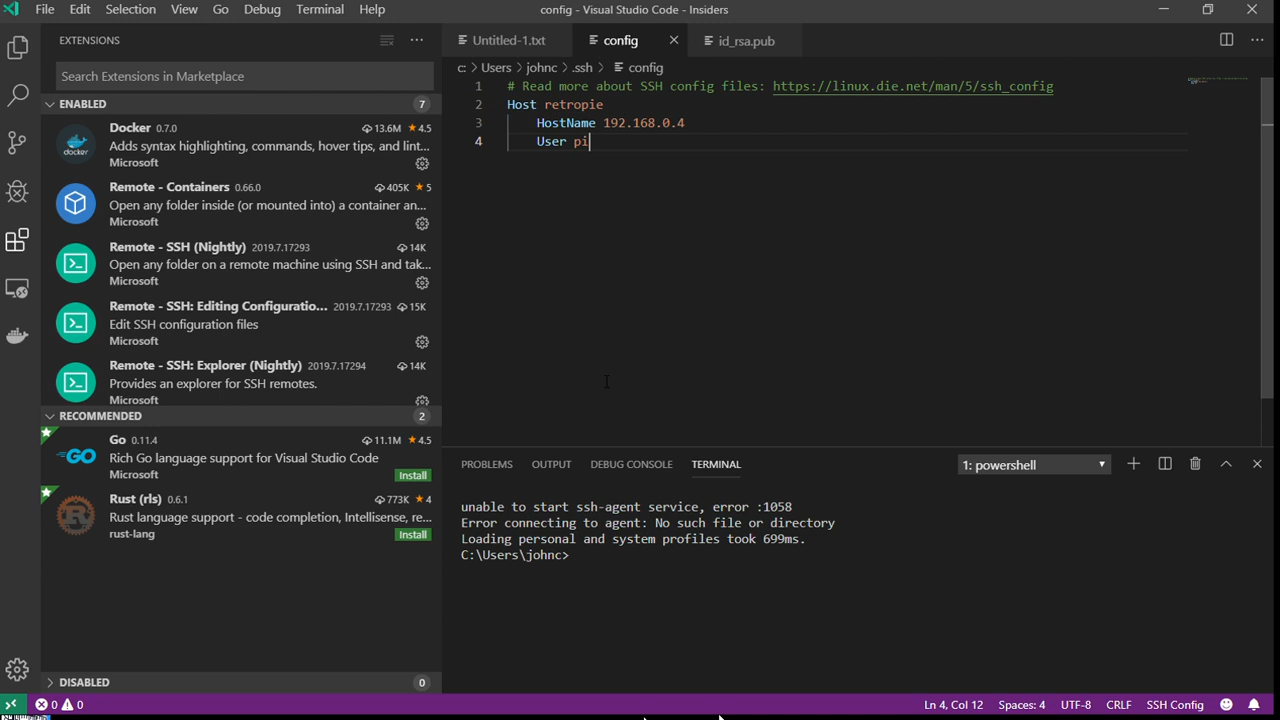 File Edit Selection View Go Debug Terminal Help
config - Visual Studio Code - Insiders
EXTENSIONS
Search Extensions in Marketplace
ENABLED 7
Docker 0.7.0 13.6M ★4.5
Adds syntax highlighting, commands, hover tips, and lint...
Microsoft
Remote - Containers 0.66.0 405K ★5
Open any folder inside (or mounted into) a container an...
Microsoft
Remote - SSH (Nightly) 2019.7.17293 14K
Open any folder on a remote machine using SSH and tak...
Microsoft
Remote - SSH: Editing Configuratio... 2019.7.17293 15K
Edit SSH configuration files
Microsoft
Remote - SSH: Explorer (Nightly) 2019.7.17294 14K
Provides an explorer for SSH remotes.
Microsoft
RECOMMENDED 2
Go 0.11.4 11.1M ★4.5
Rich Go language support for Visual Studio Code
Microsoft Install
Rust (rls) 0.6.1 773K ★4
Rust language support - code completion, Intellisense, re...
rust-lang Install
DISABLED 0
Untitled-1.txt config id_rsa.pub
c: > Users > johnc > .ssh > config
1 # Read more about SSH config files: https://linux.die.net/man/5/ssh_config
2 Host retropie
3 HostName 192.168.0.4
4 User pi
PROBLEMS OUTPUT DEBUG CONSOLE TERMINAL 1: powershell
unable to start ssh-agent service, error :1058
Error connecting to agent: No such file or directory
Loading personal and system profiles took 699ms.
C:\Users\johnc>
0 0 Ln 4, Col 12 Spaces: 4 UTF-8 CRLF SSH Config